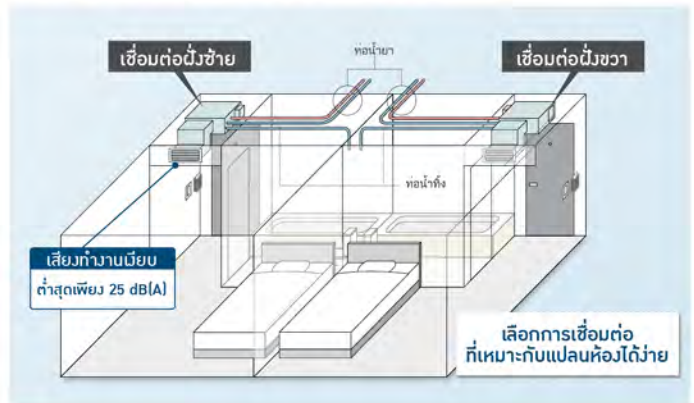 ท่อน้ำยา
เชื่อมต่อฝั่งซ้าย
เชื่อมต่อฝั่งขวา
ท่อน้ำทิ้ง
เสียงทำงานเงียบ
ต่ำสุดเพียง 25 dB(A)
เลือกการเชื่อมต่อ
ที่เหมาะกับแปลนห้องได้ง่าย